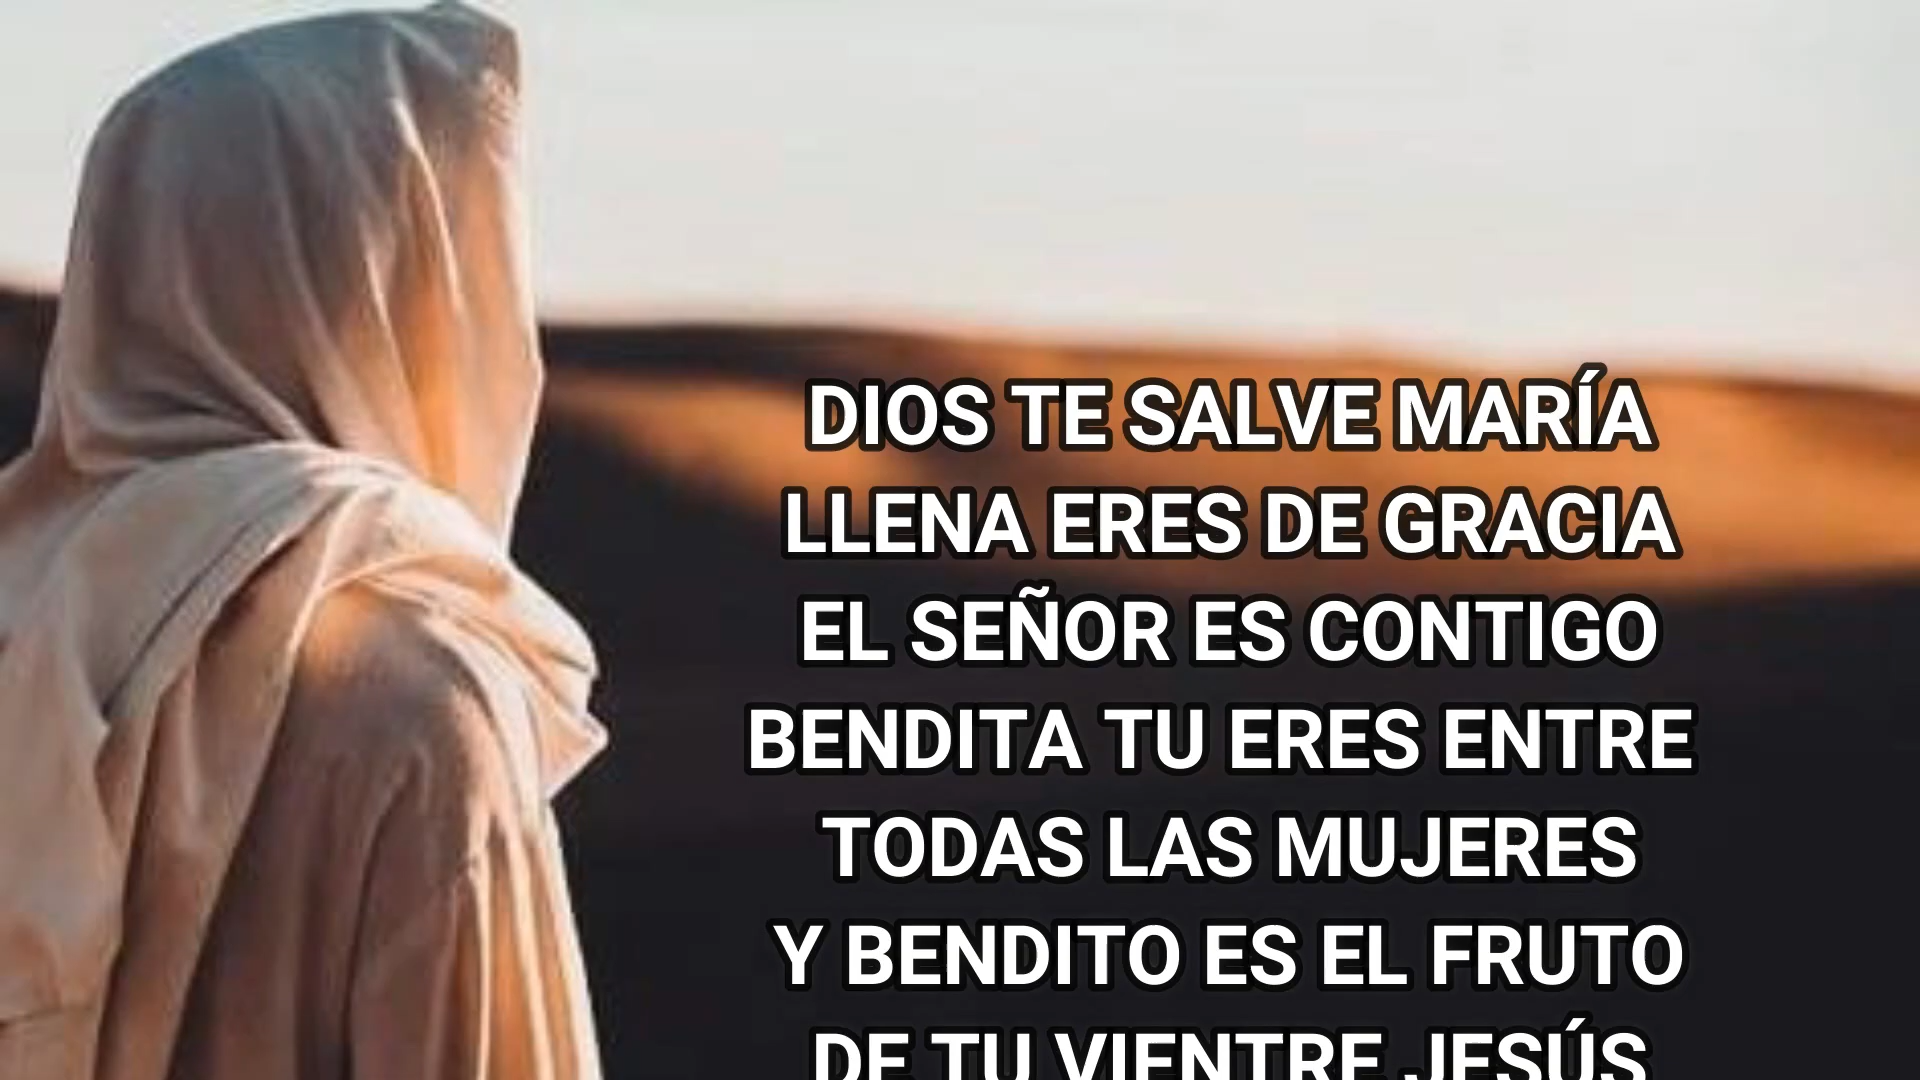 DIOS TE SALVE MARÍA
LLENA ERES DE GRACIA
EL SEÑOR ES CONTIGO
BENDITA TU ERES ENTRE
TODAS LAS MUJERES
Y BENDITO ES EL FRUTO
DE TU VIENTRE JESÚS